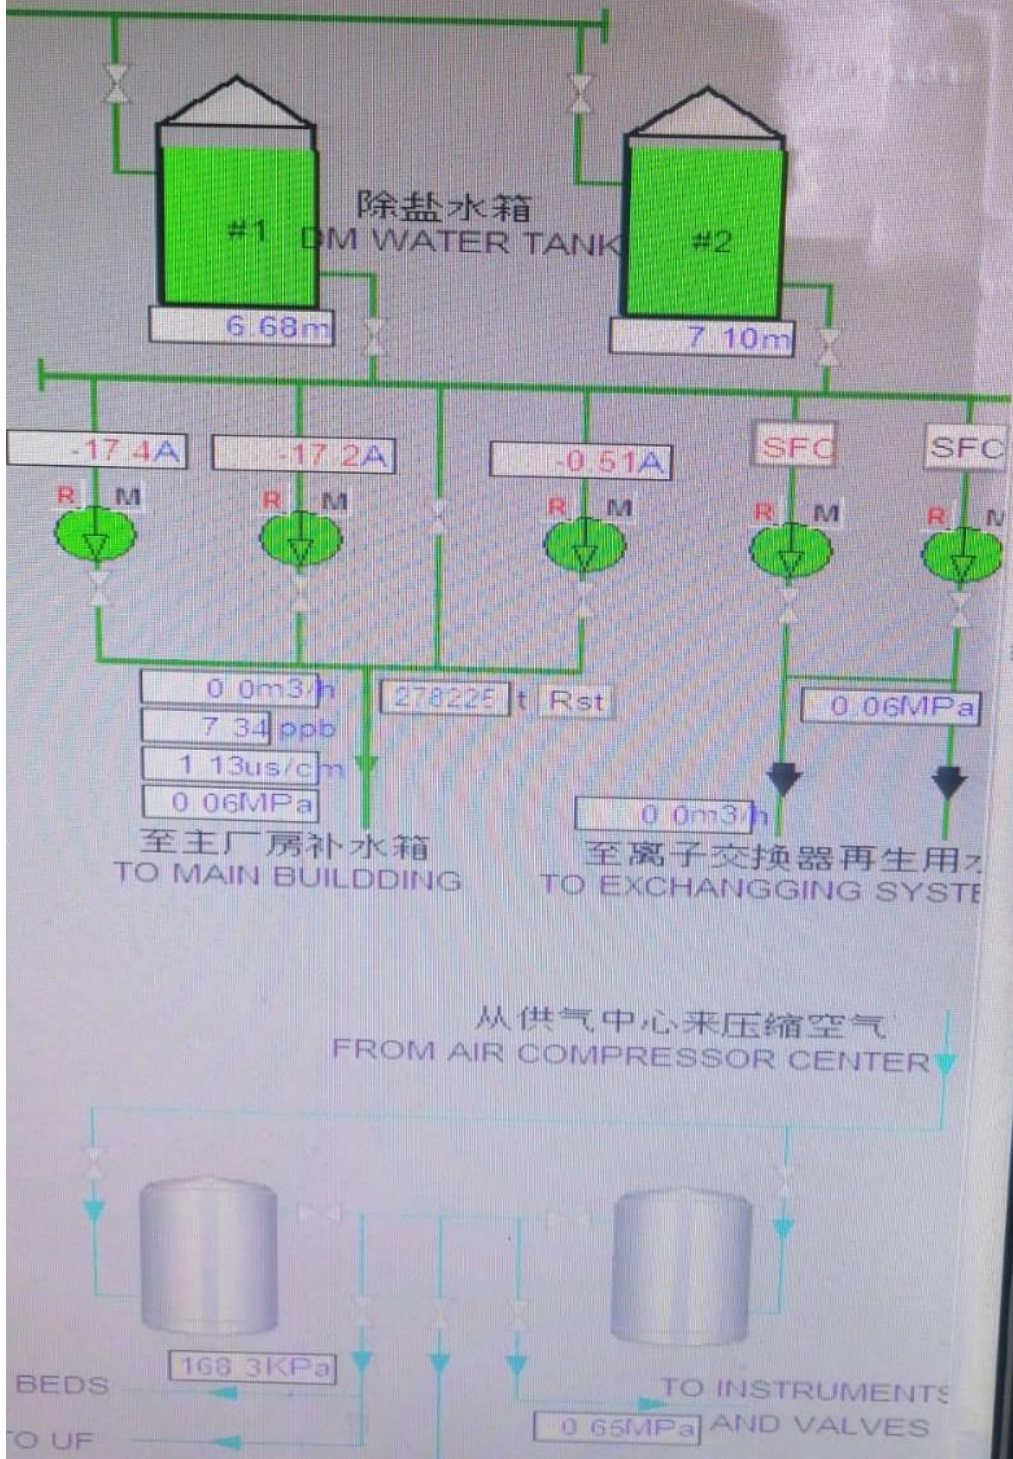 #1
除盐水箱
DM WATER TANK
#2
6.68m
7 10m
-17 4A
-17 2A
-0 51A
SFC
SFC
R M
R M
R M
R M
R
0 0m3/h
278225 t Rst
7 34 ppb
0 06MPa
1 13us/cm
0 06MPa
0 0m3/h
至主厂房补水箱
TO MAIN BUILDDING
至离子交换器再生用
TO EXCHANGGING SYSTE
从供气中心来压缩空气
FROM AIR COMPRESSOR CENTER
168 3KPa
BEDS
TO INSTRUMENTS
0 65MPa AND VALVES
TO UF